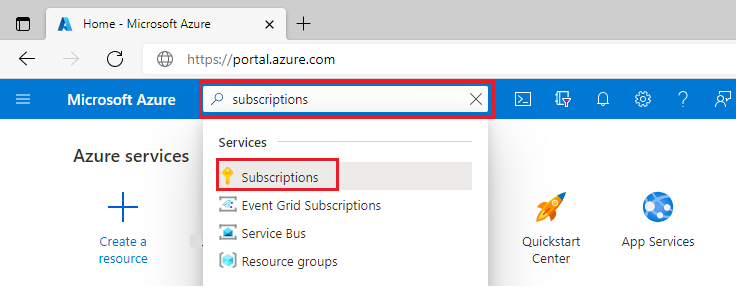 Home - Microsoft Azure
https://portal.azure.com
Microsoft Azure
subscriptions
Services
Azure services
Subscriptions
Event Grid Subscriptions
Service Bus
Resource groups
Create a
resource
Quickstart
Center
App Services